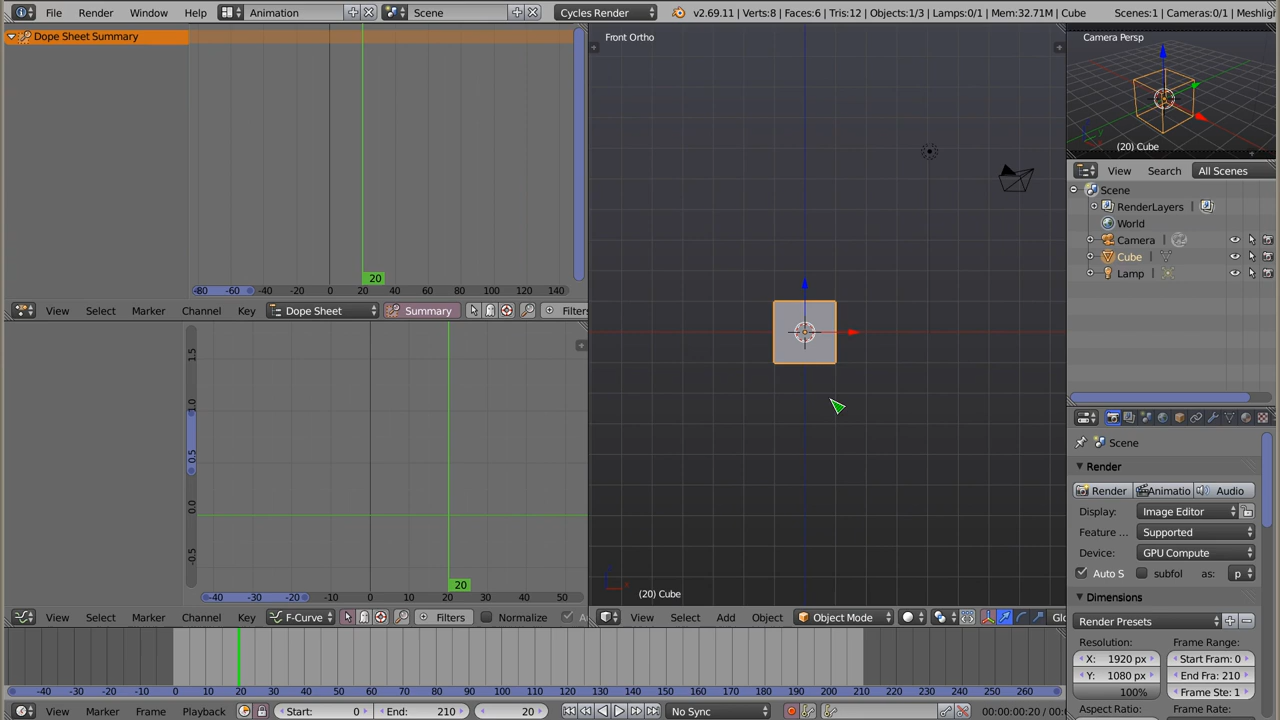 File Render Window Help Animation Scene Cycles Render v2.69.11 | Verts:8 | Faces:6 | Tris:12 | Objects:1/3 | Lamps:0/1 | Mem:32.71M | Cube Scenes:1 | Cameras:0/1 | Meshligh
Dope Sheet Summary
20
-80 -60 -40 -20 0 20 40 60 80 100 120 140
View Select Marker Channel Key Dope Sheet Summary Filters
1.5
1.0
0.5
0.0
-0.5
20
-40 -30 -20 -10 0 10 20 30 40 50
View Select Marker Channel Key F-Curve Filters Normalize A
Front Ortho
(20) Cube
View Select Add Object Object Mode Glo
Camera Persp
(20) Cube
View Search All Scenes
Scene
RenderLayers |
World
Camera |
Cube |
Lamp |
Scene
Render
Render Animatio Audio
Display: Image Editor
Feature ... Supported
Device: GPU Compute
Auto S subfol as: p
Dimensions
Render Presets
Resolution: Frame Range:
X: 1920 px Start Fram: 0
Y: 1080 px End Fra: 210
100% Frame Ste: 1
Aspect Ratio: Frame Rate:
-40 -30 -20 -10 0 10 20 30 40 50 60 70 80 90 100 110 120 130 140 150 160 170 180 190 200 210 220 230 240 250 260
View Marker Frame Playback Start: 0 End: 210 20 No Sync 00:00:00:20 / 00: